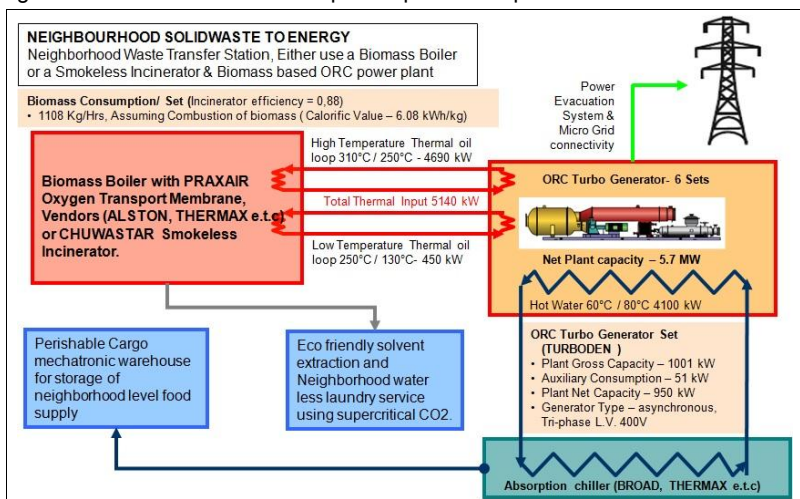 NEIGHBOURHOOD SOLIDWASTE TO ENERGY
Neighborhood Waste Transfer Station, Either use a Biomass Boiler
or a Smokeless Incinerator & Biomass based ORC power plant
Biomass Consumption/ Set (Incinerator efficiency = 0,88)
• 1108 Kg/Hrs, Assuming Combustion of biomass ( Calorific Value – 6.08 kWh/kg)
Power
Evacuation
System &
Micro Grid
connectivity
High Temperature Thermal oil
loop 310°C / 250°C - 4690 kW
Biomass Boiler with PRAXAIR
Oxygen Transport Membrane,
Vendors (ALSTON, THERMAX e.t.c)
or CHUWASTAR Smokeless
Incinerator.
Total Thermal Input 5140 kW
Low Temperature Thermal oil
loop 250°C / 130°C- 450 kW
ORC Turbo Generator- 6 Sets
Net Plant capacity – 5.7 MW
Hot Water 60°C / 80°C 4100 kW
Perishable Cargo
mechatronic warehouse
for storage of
neighborhood level food
supply
Eco friendly solvent
extraction and
Neighborhood water
less laundry service
using supercritical CO2.
ORC Turbo Generator Set
(TURBODEN )
• Plant Gross Capacity – 1001 kW
• Auxiliary Consumption – 51 kW
• Plant Net Capacity – 950 kW
• Generator Type – asynchronous,
Tri-phase L.V. 400V
Absorption chiller (BROAD, THERMAX e.t.c)